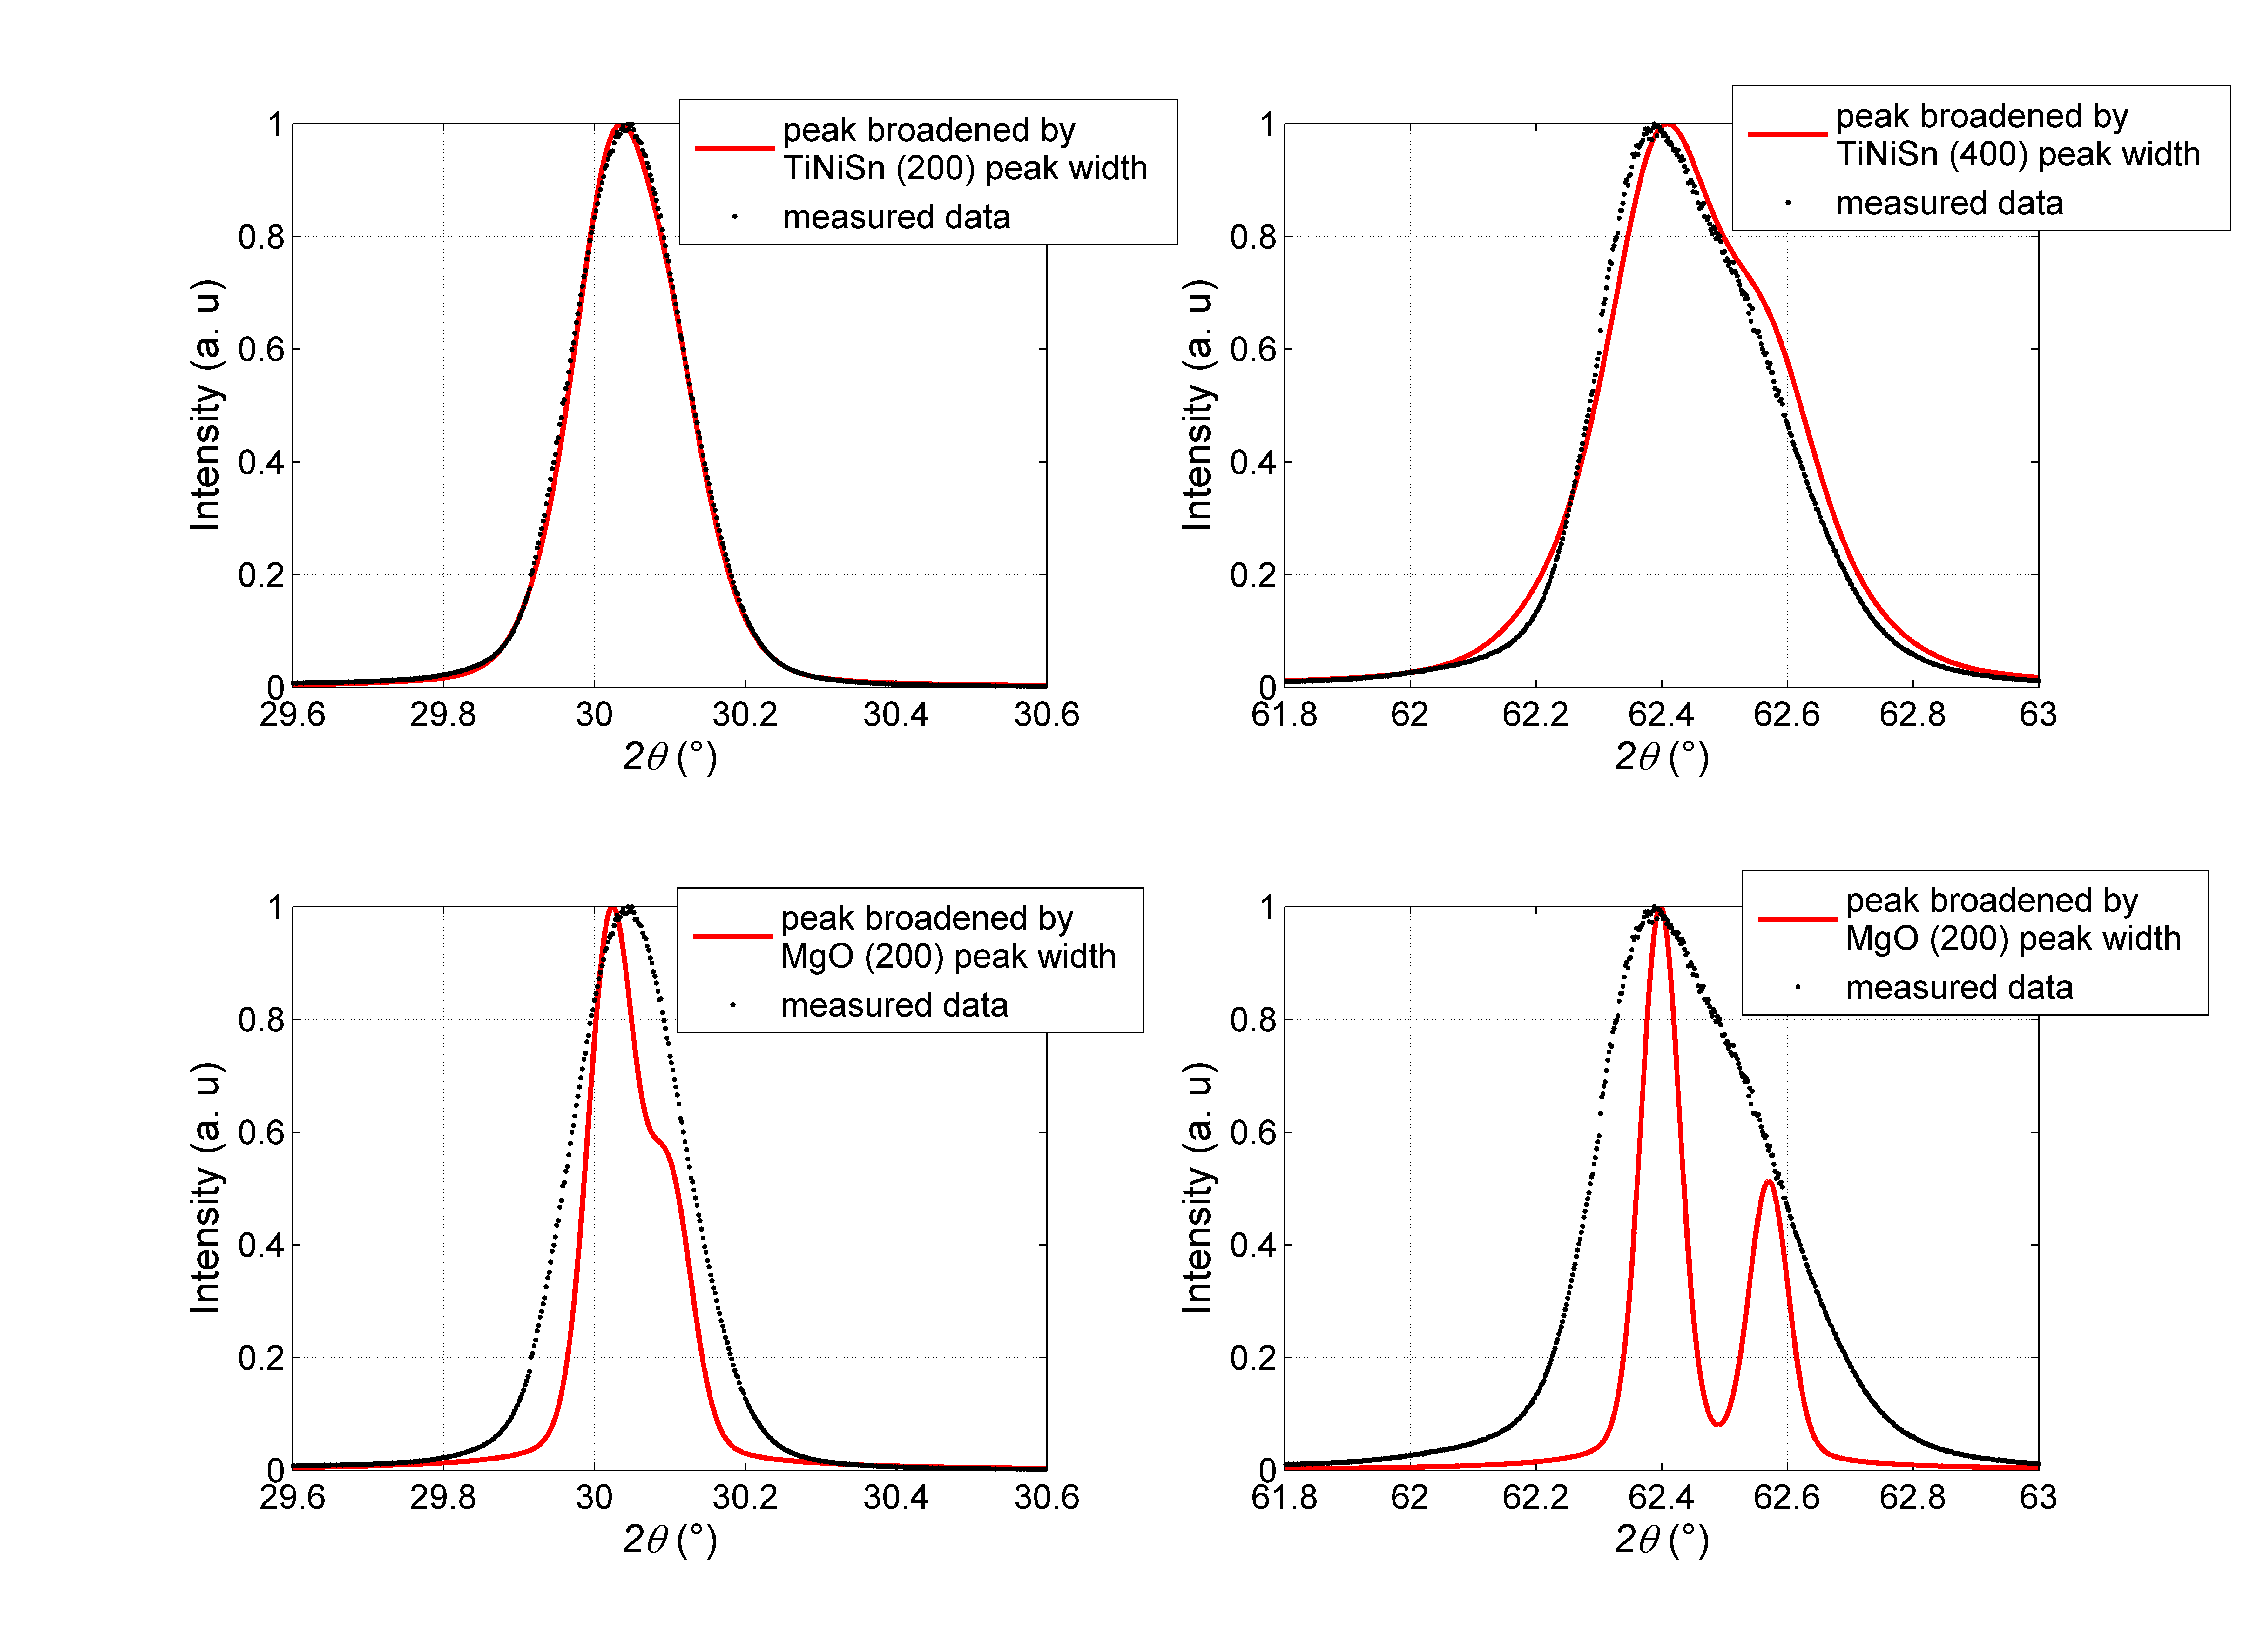 peak broadened by
TiNiSn (200) peak width
measured data
1
0.8
0.6
0.4
0.2
0
Intensity (a. u)
29.6 29.8 30 30.2 30.4 30.6
2θ (°)
peak broadened by
TiNiSn (400) peak width
measured data
1
0.8
0.6
0.4
0.2
0
Intensity (a. u)
61.8 62 62.2 62.4 62.6 62.8 63
2θ (°)
peak broadened by
MgO (200) peak width
measured data
1
0.8
0.6
0.4
0.2
0
Intensity (a. u)
29.6 29.8 30 30.2 30.4 30.6
2θ (°)
peak broadened by
MgO (200) peak width
measured data
1
0.8
0.6
0.4
0.2
0
Intensity (a. u)
61.8 62 62.2 62.4 62.6 62.8 63
2θ (°)